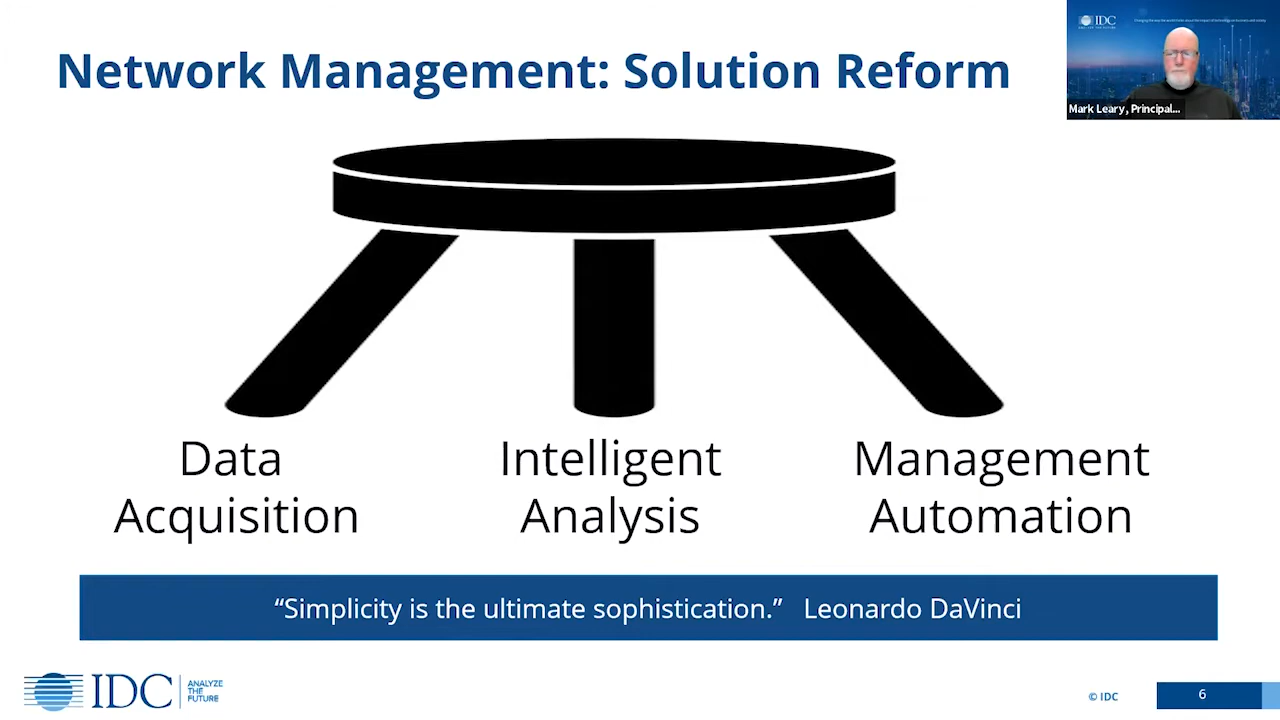 Network Management: Solution Reform
IDC
Mark Leary, Principal...
Data
Acquisition
Intelligent
Analysis
Management
Automation
“Simplicity is the ultimate sophistication.” Leonardo DaVinci
IDC
ANALYZE
THE
FUTURE
© IDC
6